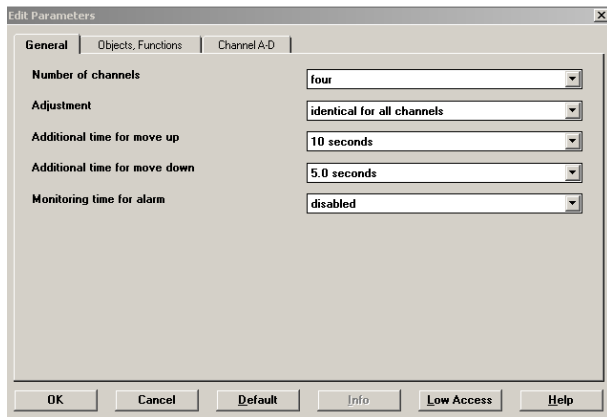 Edit Parameters
General Objects, Functions Channel A-D
Number of channels four
Adjustment identical for all channels
Additional time for move up 10 seconds
Additional time for move down 5.0 seconds
Monitoring time for alarm disabled
OK Cancel Default Info Low Access Help